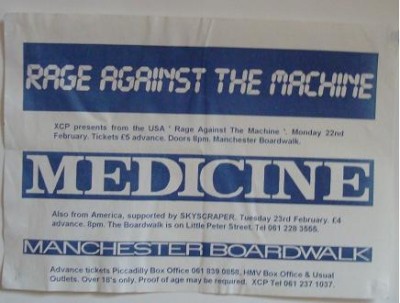 RAGE AGAINST THE MACHINE
XCP presents from the USA ' Rage Against The Machine '. Monday 22nd
February. Tickets £5 advance. Doors 8pm. Manchester Boardwalk.
MEDICINE
Also from America, supported by SKYSCRAPER. Tuesday 23rd February. £4
advance. 8pm. The Boardwalk is on Little Peter Street. Tel 061 228 3555.
MANCHESTER BOARDWALK
Advance tickets Piccadilly Box Office 061 839 0858, HMV Box Office & Usual
Outlets. Over 18's only. Proof of age may be required. XCP Tel 061 237 1037.